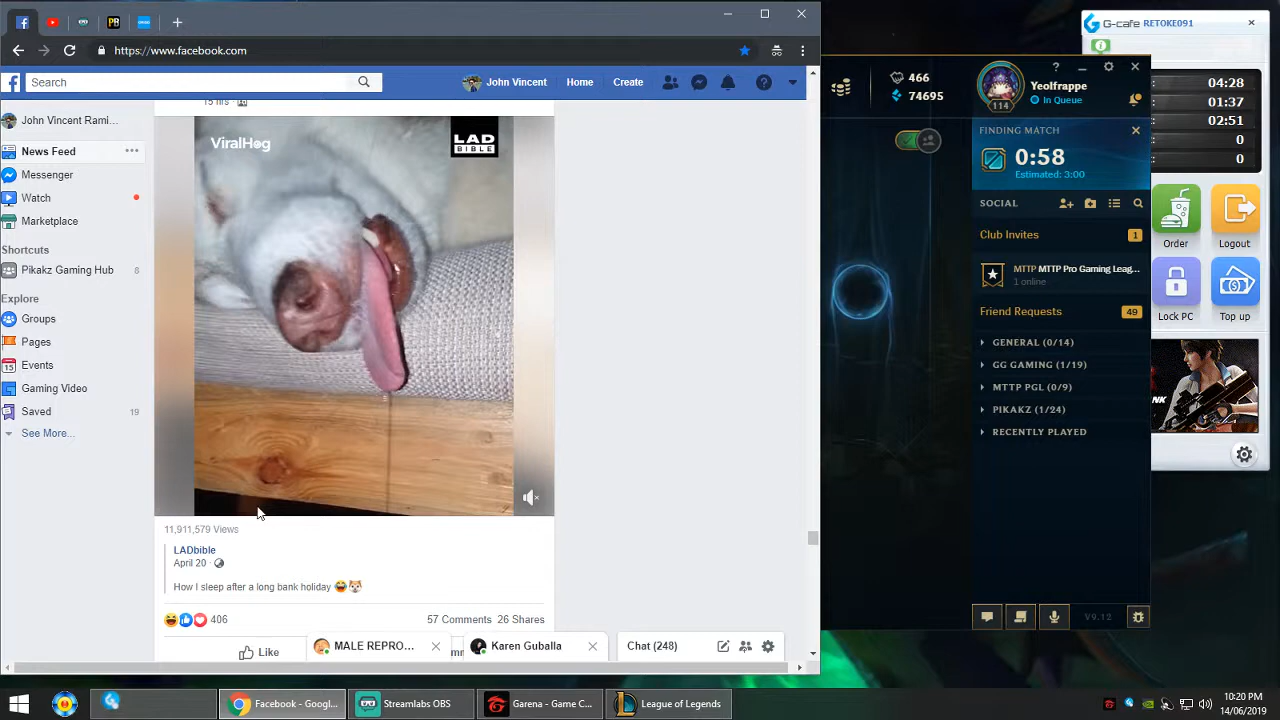 G-cafe RETOKE091
https://www.facebook.com
Search
John Vincent
Home
Create
466
74695
114
Yeolfrappe
In Queue
04:28
01:37
02:51
0
0
15 hrs
John Vincent Rami...
News Feed
Messenger
Watch
Marketplace
Shortcuts
Pikakz Gaming Hub 8
Explore
Groups
Pages
Events
Gaming Video
Saved 19
See More...
ViralHog
LAD
BIBLE
11,911,579 Views
LADbible
April 20
How I sleep after a long bank holiday
406
57 Comments 26 Shares
Like
MALE REPRO...
Karen Guballa
Chat (248)
FINDING MATCH
0:58
Estimated: 3:00
SOCIAL
Club Invites 1
MTTP MTTP Pro Gaming Leag...
1 online
Friend Requests 49
GENERAL (0/14)
GG GAMING (1/19)
MTTP PGL (0/9)
PIKAKZ (1/24)
RECENTLY PLAYED
V9.12
Order
Logout
Lock PC
Top up
Facebook - Googl...
Streamlabs OBS
Garena - Game C...
League of Legends
10:20 PM
14/06/2019